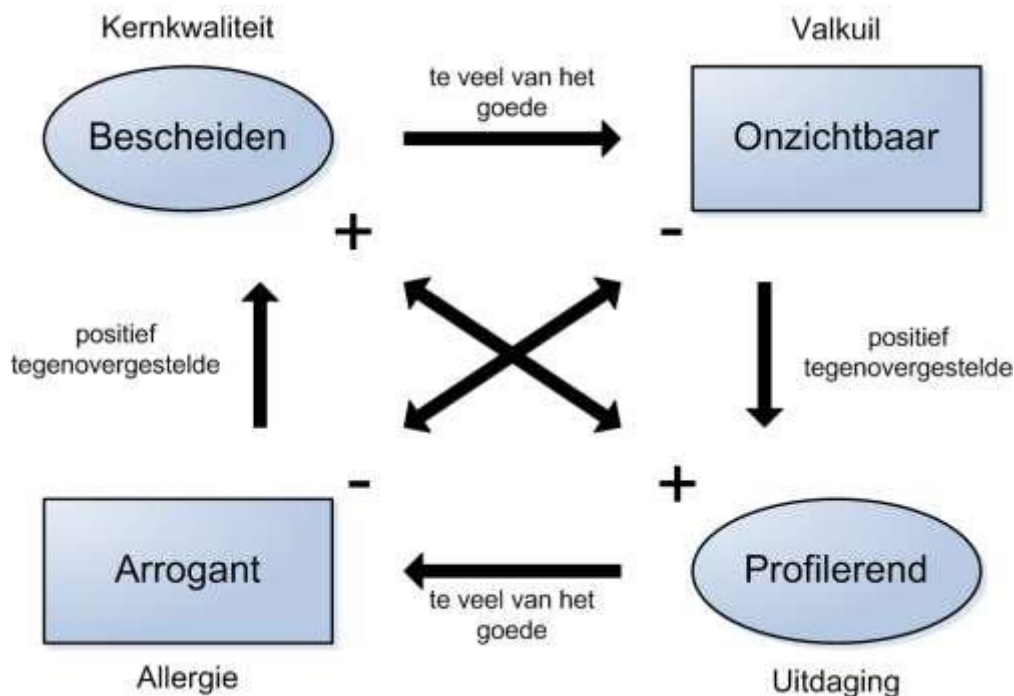 Kernkwaliteit
Valkuil
te veel van het
goede
Bescheiden
Onzichtbaar
+
-
positief
tegenovergestelde
positief
tegenovergestelde
-
+
Arrogant
Profilerend
te veel van het
goede
Allergie
Uitdaging